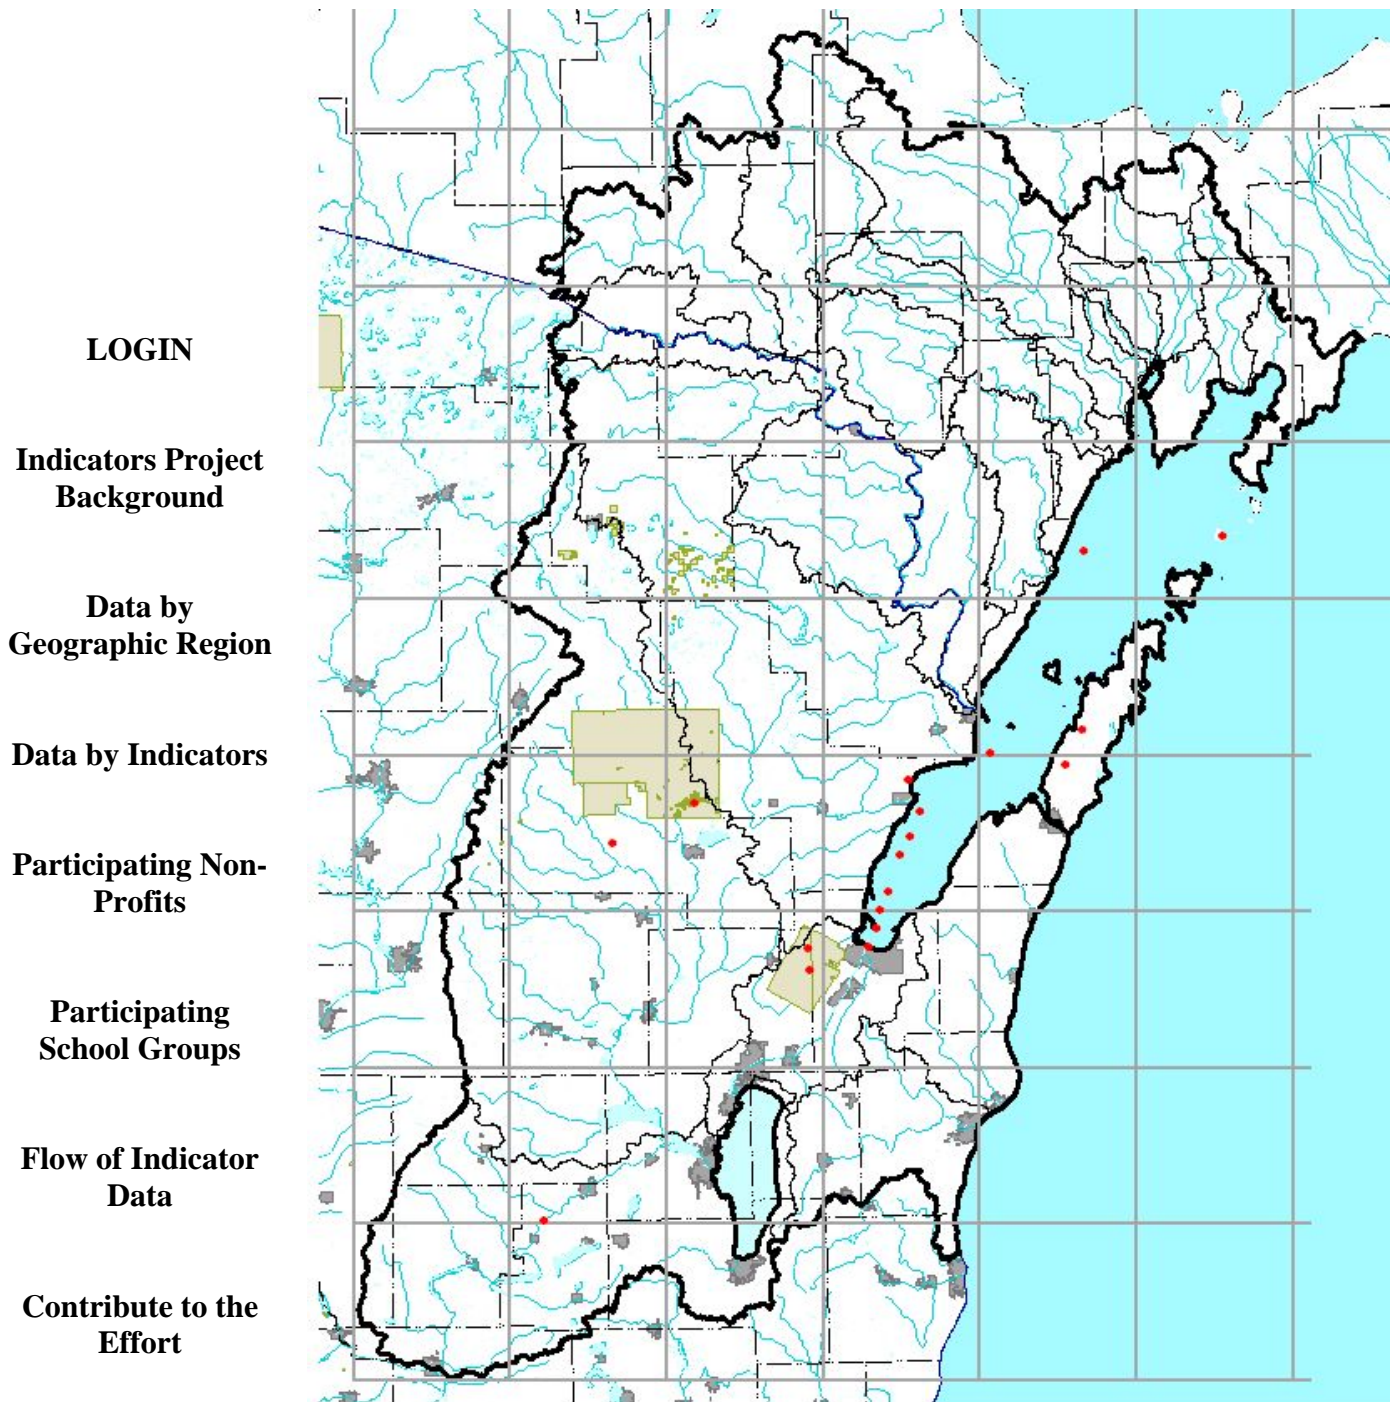 LOGIN
Indicators Project
Background
Data by
Geographic Region
Data by Indicators
Participating Non-
Profits
Participating
School Groups
Flow of Indicator
Data
Contribute to the
Effort